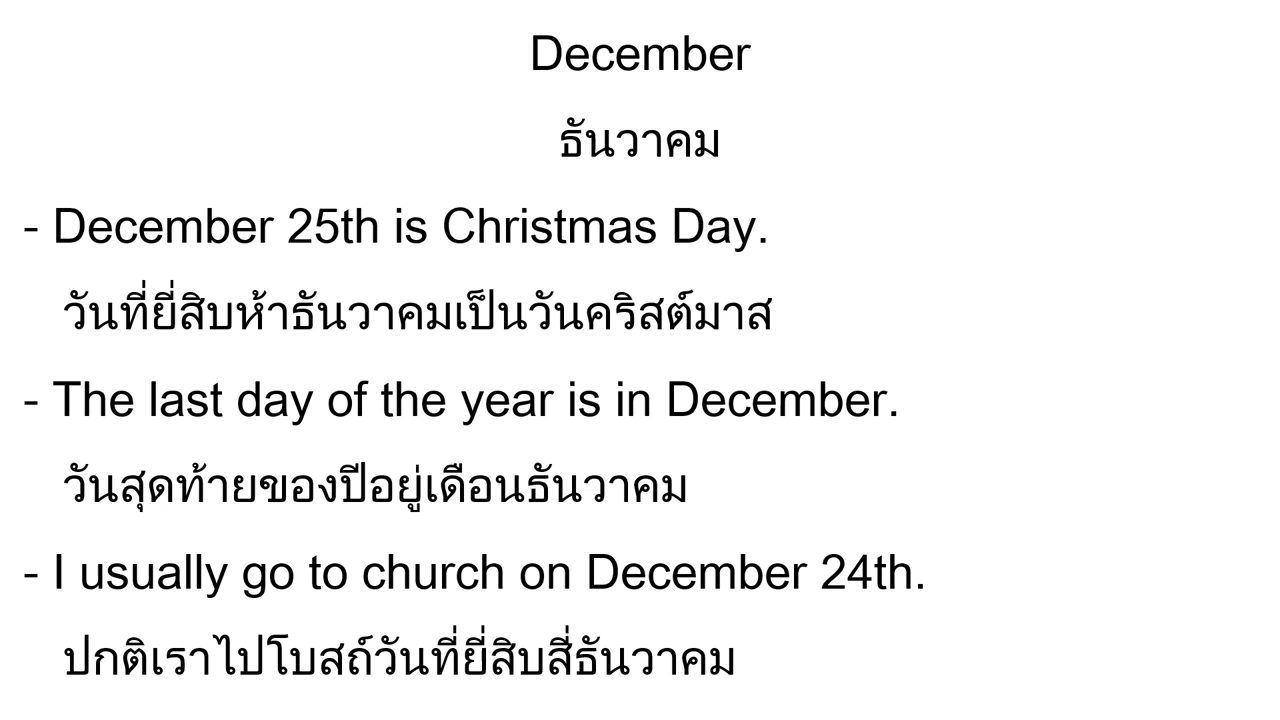 December
ธันวาคม
- December 25th is Christmas Day.
วันที่ยี่สิบห้าธันวาคมเป็นวันคริสต์มาส
- The last day of the year is in December.
วันสุดท้ายของปีอยู่เดือนธันวาคม
- I usually go to church on December 24th.
ปกติเราไปโบสถ์วันที่ยี่สิบสี่ธันวาคม